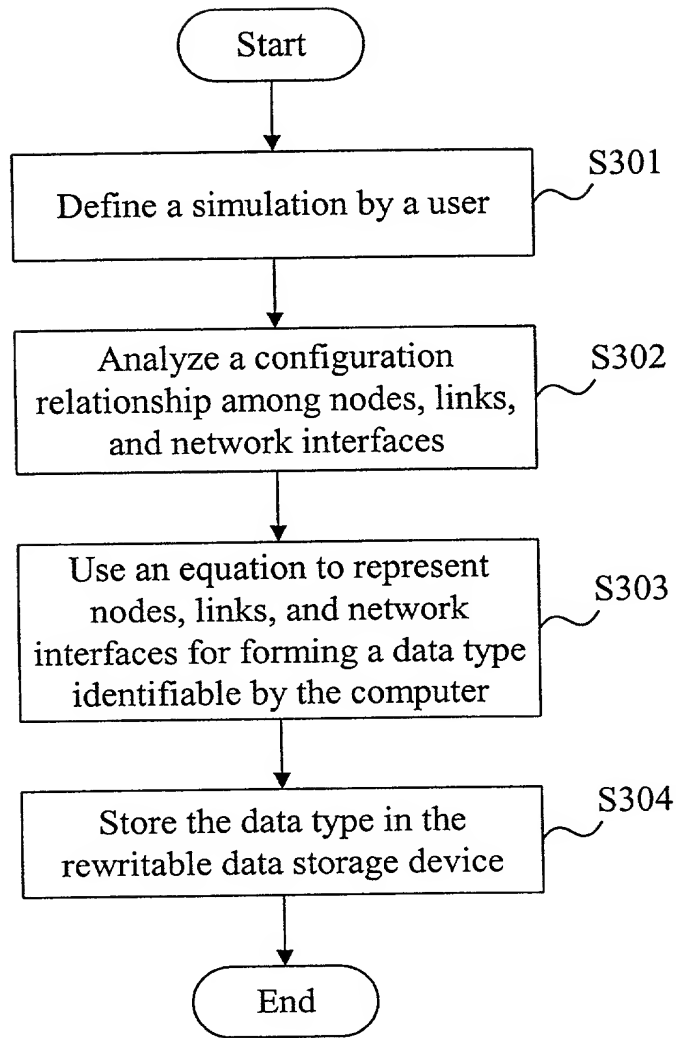 Start
Define a simulation by a user
S301
Analyze a configuration
relationship among nodes, links,
and network interfaces
S302
Use an equation to represent
nodes, links, and network
interfaces for forming a data type
identifiable by the computer
S303
Store the data type in the
rewritable data storage device
S304
End